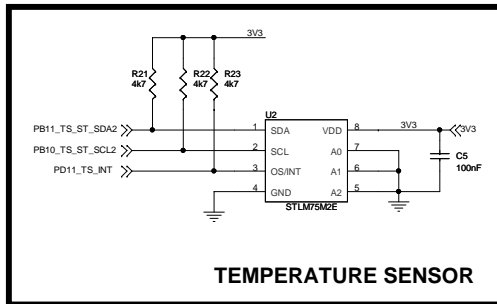 3V3
R21
4k7
R22
4k7
R23
4k7
U2
PB11_TS_ST_SDA2
1
SDA
VDD
8
3V3
3V3
PB10_TS_ST_SCL2
2
SCL
A0
7
C5
100nF
PD11_TS_INT
3
OS/INT
A1
6
4
GND
A2
5
STLM75M2E
TEMPERATURE SENSOR